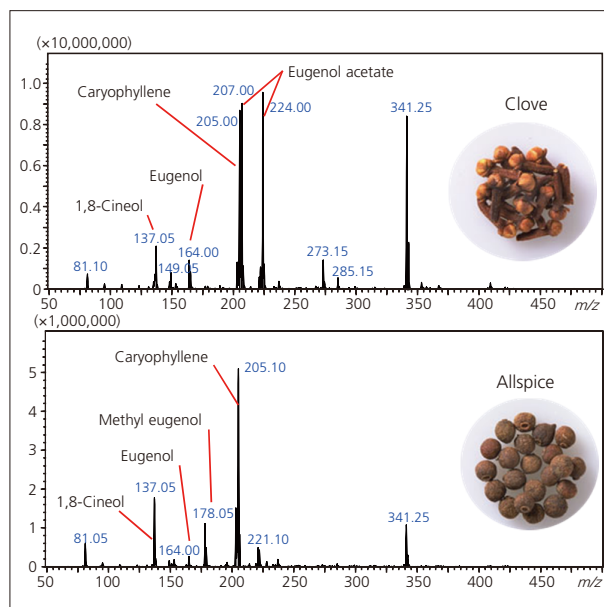 (×10,000,000)
Eugenol acetate
207.00
Caryophyllene
205.00
224.00
341.25
Clove
Eugenol
1,8-Cineol
137.05
164.00
149.05
81.10
273.15
285.15
1.0
0.8
0.6
0.4
0.2
0
50 100 150 200 250 300 350 400 450 m/z
(×1,000,000)
Caryophyllene
205.10
Allspice
Methyl eugenol
Eugenol
1,8-Cineol
137.05
178.05
164.00
81.05
221.10
341.25
5
4
3
2
1
0
50 100 150 200 250 300 350 400 450 m/z